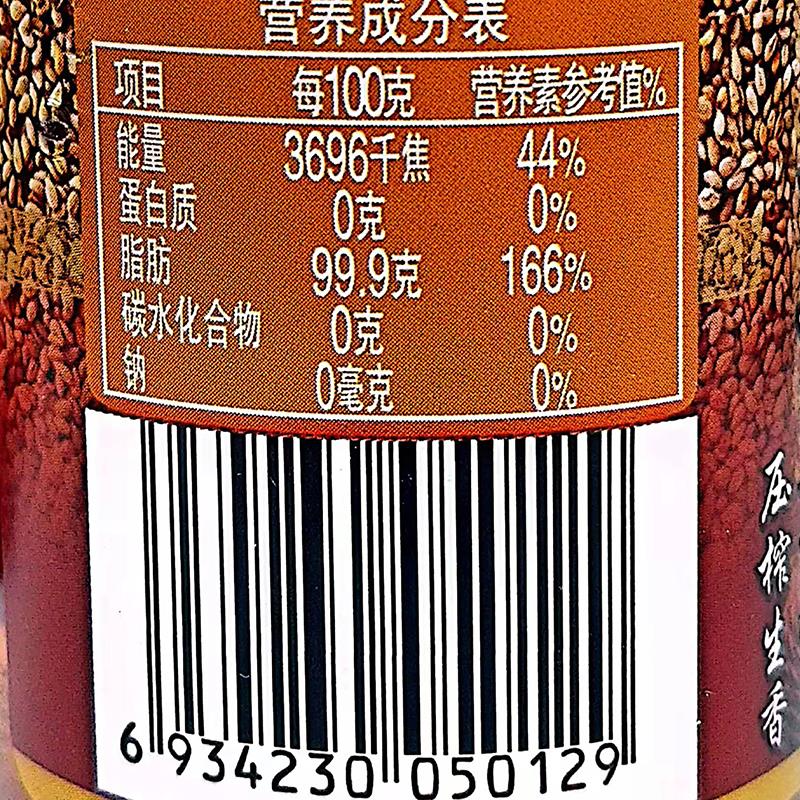 营养成分表
项目 每100克 营养素参考值%
能量 3696千焦 44%
蛋白质 0克 0%
脂肪 99.9克 166%
碳水化合物 0克 0%
钠 0毫克 0%
6 934230 050129
压榨生香